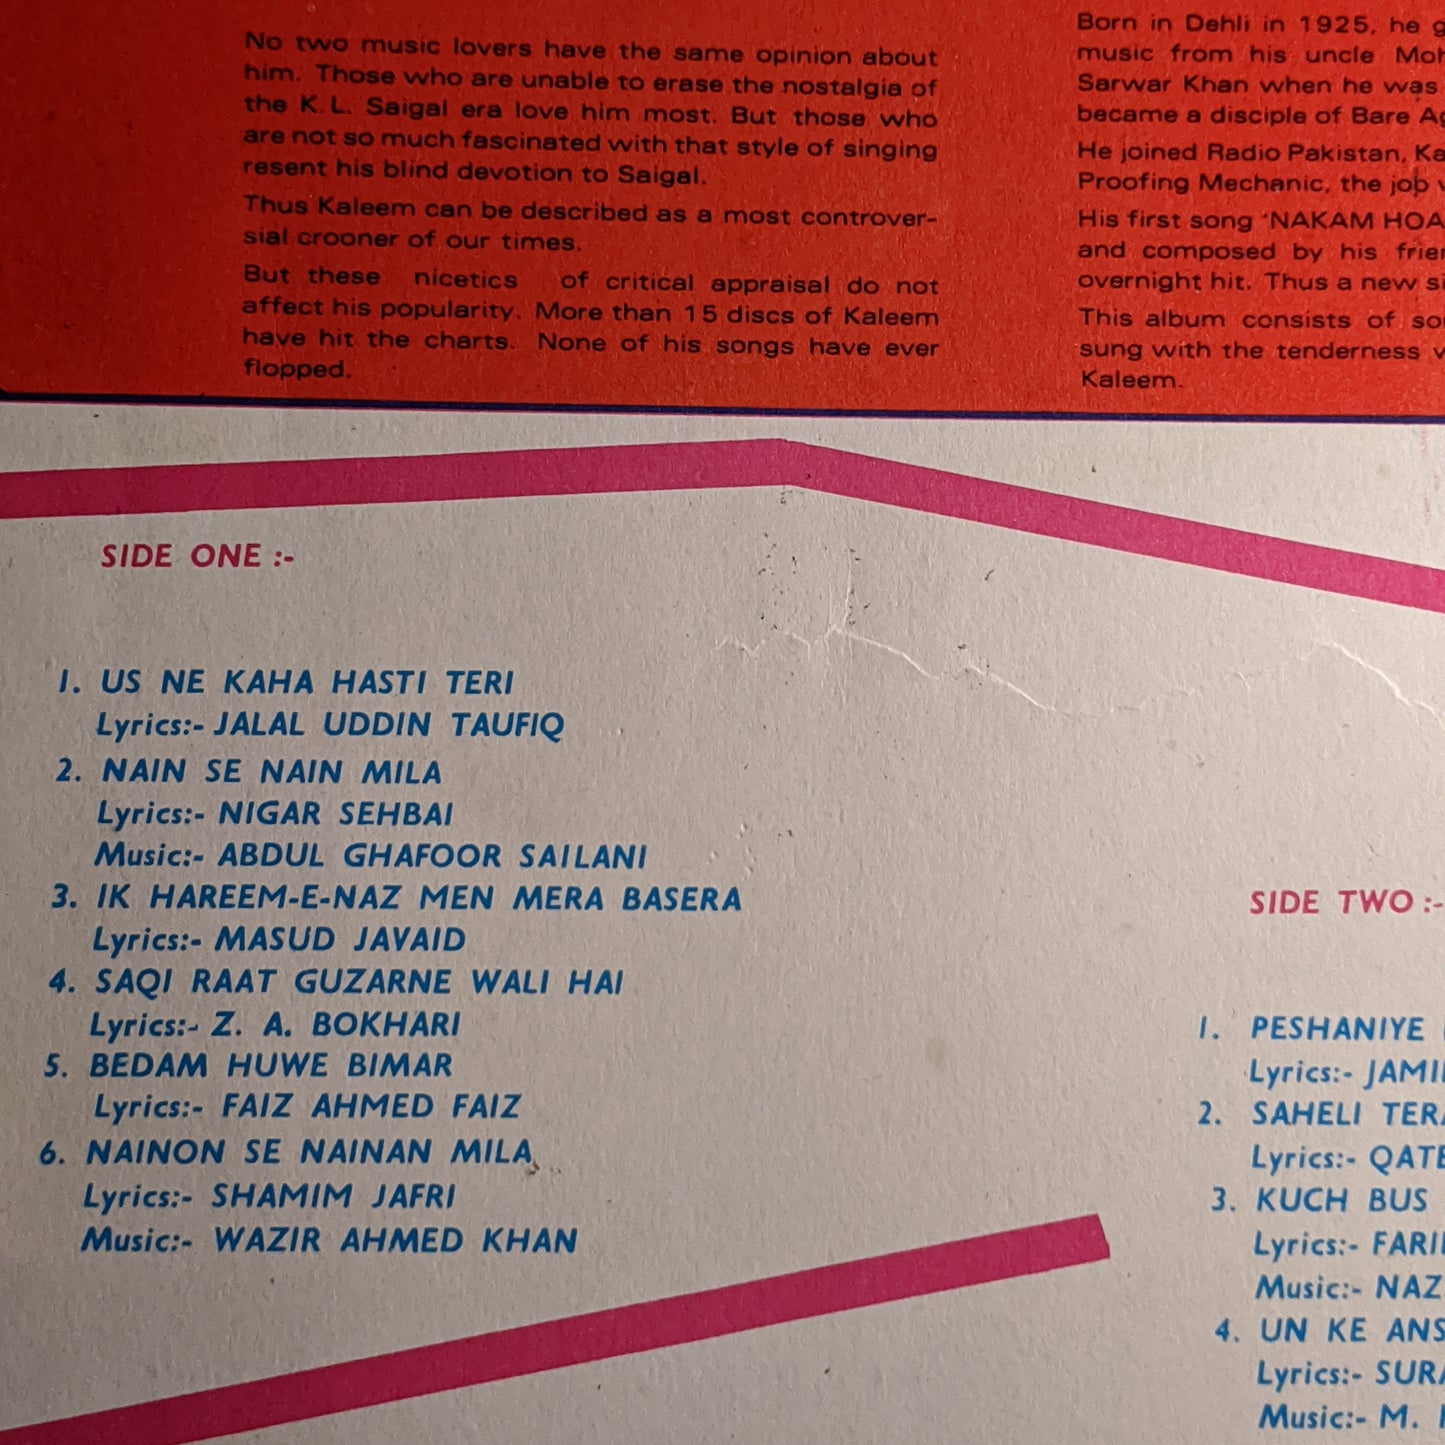 No two music lovers have the same opinion about
him. Those who are unable to erase the nostalgia of
the K.L. Saigal era love him most. But those who
are not so much fascinated with that style of singing
resent his blind devotion to Saigal.
Thus Kaleem can be described as a most controver-
sial crooner of our times.
But these nicetics of critical appraisal do not
affect his popularity. More than 15 discs of Kaleem
have hit the charts. None of his songs have ever
flopped.
Born in Dehli in 1925, he
music from his uncle
Sarwar Khan when he was
became a disciple of Bare
He joined Radio Pakistan,
Proofing Mechanic, the job
His first song 'NAKAM
and composed by his
overnight hit. Thus a new
This album consists of
sung with the tenderness
Kaleem.
SIDE ONE :-
1. US NE KAHA HASTI TERI
Lyrics:- JALAL UDDIN TAUFIQ
2. NAIN SE NAIN MILA
Lyrics:- NIGAR SEHBAI
Music:- ABDUL GHAFOOR SAILANI
3. IK HAREEM-E-NAZ MEN MERA BASERA
Lyrics:- MASUD JAVAID
4. SAQI RAAT GUZARNE WALI HAI
Lyrics:- Z. A. BOKHARI
5. BEDAM HUWE BIMAR
Lyrics:- FAIZ AHMED FAIZ
6. NAINON SE NAINAN MILA
Lyrics:- SHAMIM JAFRI
Music:- WAZIR AHMED KHAN
SIDE TWO :-
1. PESHANIYE
Lyrics:-
2. SAHELI
Lyrics:-
3. KUCH BUS
Lyrics:-
Music:-
4. UN KE
Lyrics:-
Music:- M.